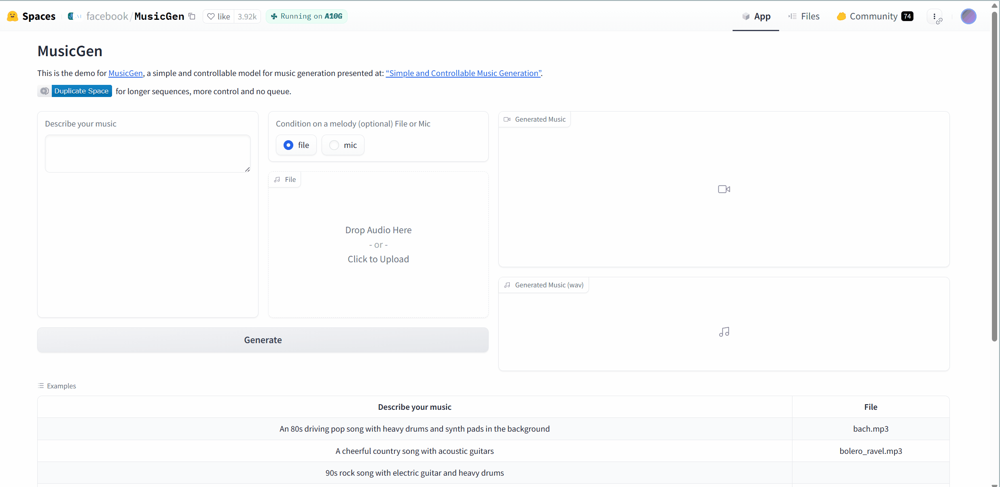 Spaces facebook/MusicGen like 3.92k Running on A10G App Files Community 74
MusicGen
This is the demo for MusicGen, a simple and controllable model for music generation presented at: “Simple and Controllable Music Generation”.
Duplicate Space for longer sequences, more control and no queue.
Describe your music
Condition on a melody (optional) File or Mic
file mic
File
Drop Audio Here
- or -
Click to Upload
Generate
Generated Music
Generated Music (wav)
Examples
Describe your music File
An 80s driving pop song with heavy drums and synth pads in the background bach.mp3
A cheerful country song with acoustic guitars bolero_ravel.mp3
90s rock song with electric guitar and heavy drums